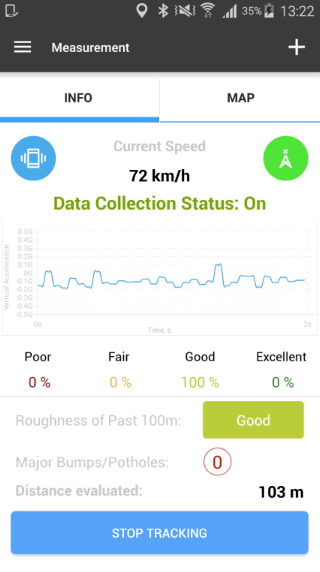 35% 13:22
Measurement
INFO MAP
Current Speed
72 km/h
Data Collection Status: On
Vertical Acceleration
0.5G
0.4G
0.3G
0.2G
0.1G
0G
-0.1G
-0.2G
-0.3G
-0.4G
-0.5G
0s 2s
Time, s
Poor Fair Good Excellent
0 % 0 % 100 % 0 %
Roughness of Past 100m: Good
Major Bumps/Potholes: 0
Distance evaluated: 103 m
STOP TRACKING